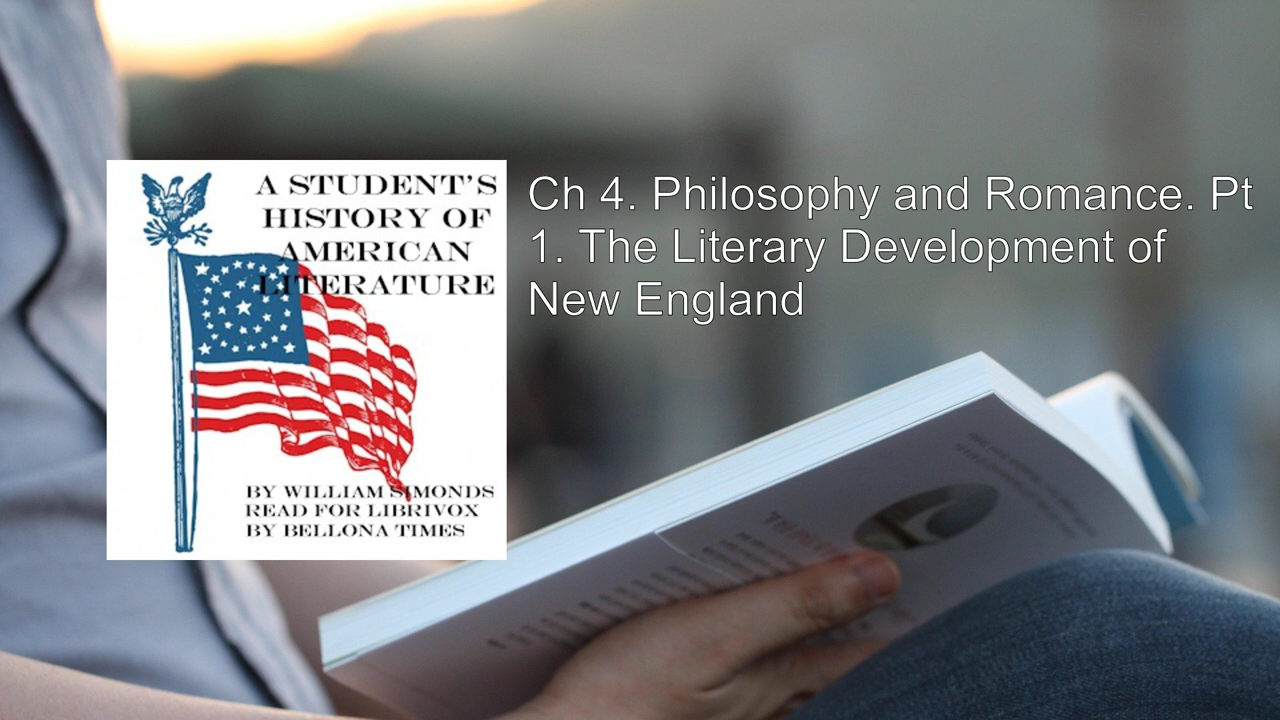 A STUDENT'S
HISTORY OF
AMERICAN
LITERATURE
BY WILLIAM SIMONDS
READ FOR LIBRIVOX
BY BELLONA TIMES
Ch 4. Philosophy and Romance. Pt
1. The Literary Development of
New England